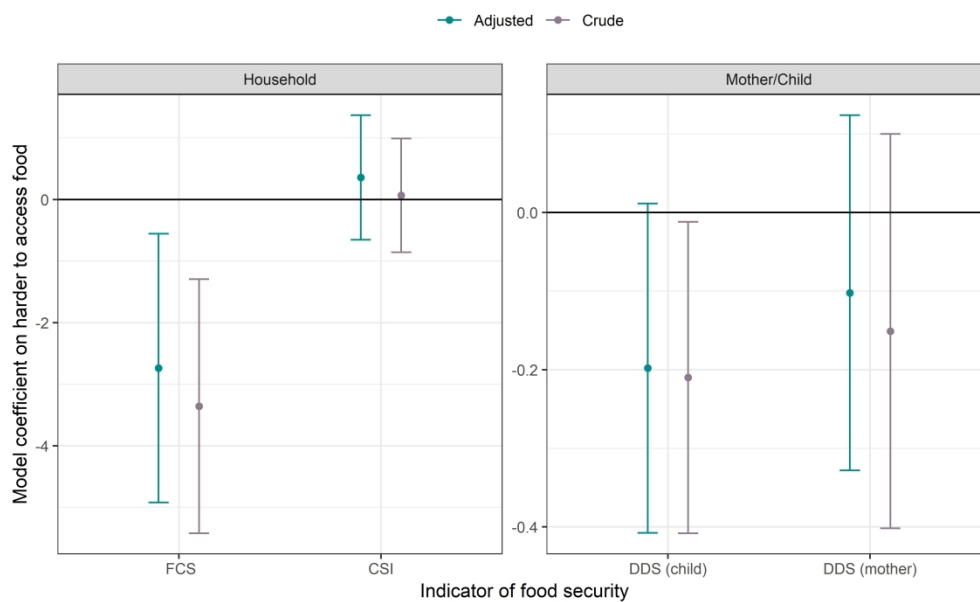 Adjusted Crude
Household
Mother/Child
Model coefficient on harder to access food
0
-2
-4
0.0
-0.2
-0.4
FCS CSI
DDS (child) DDS (mother)
Indicator of food security